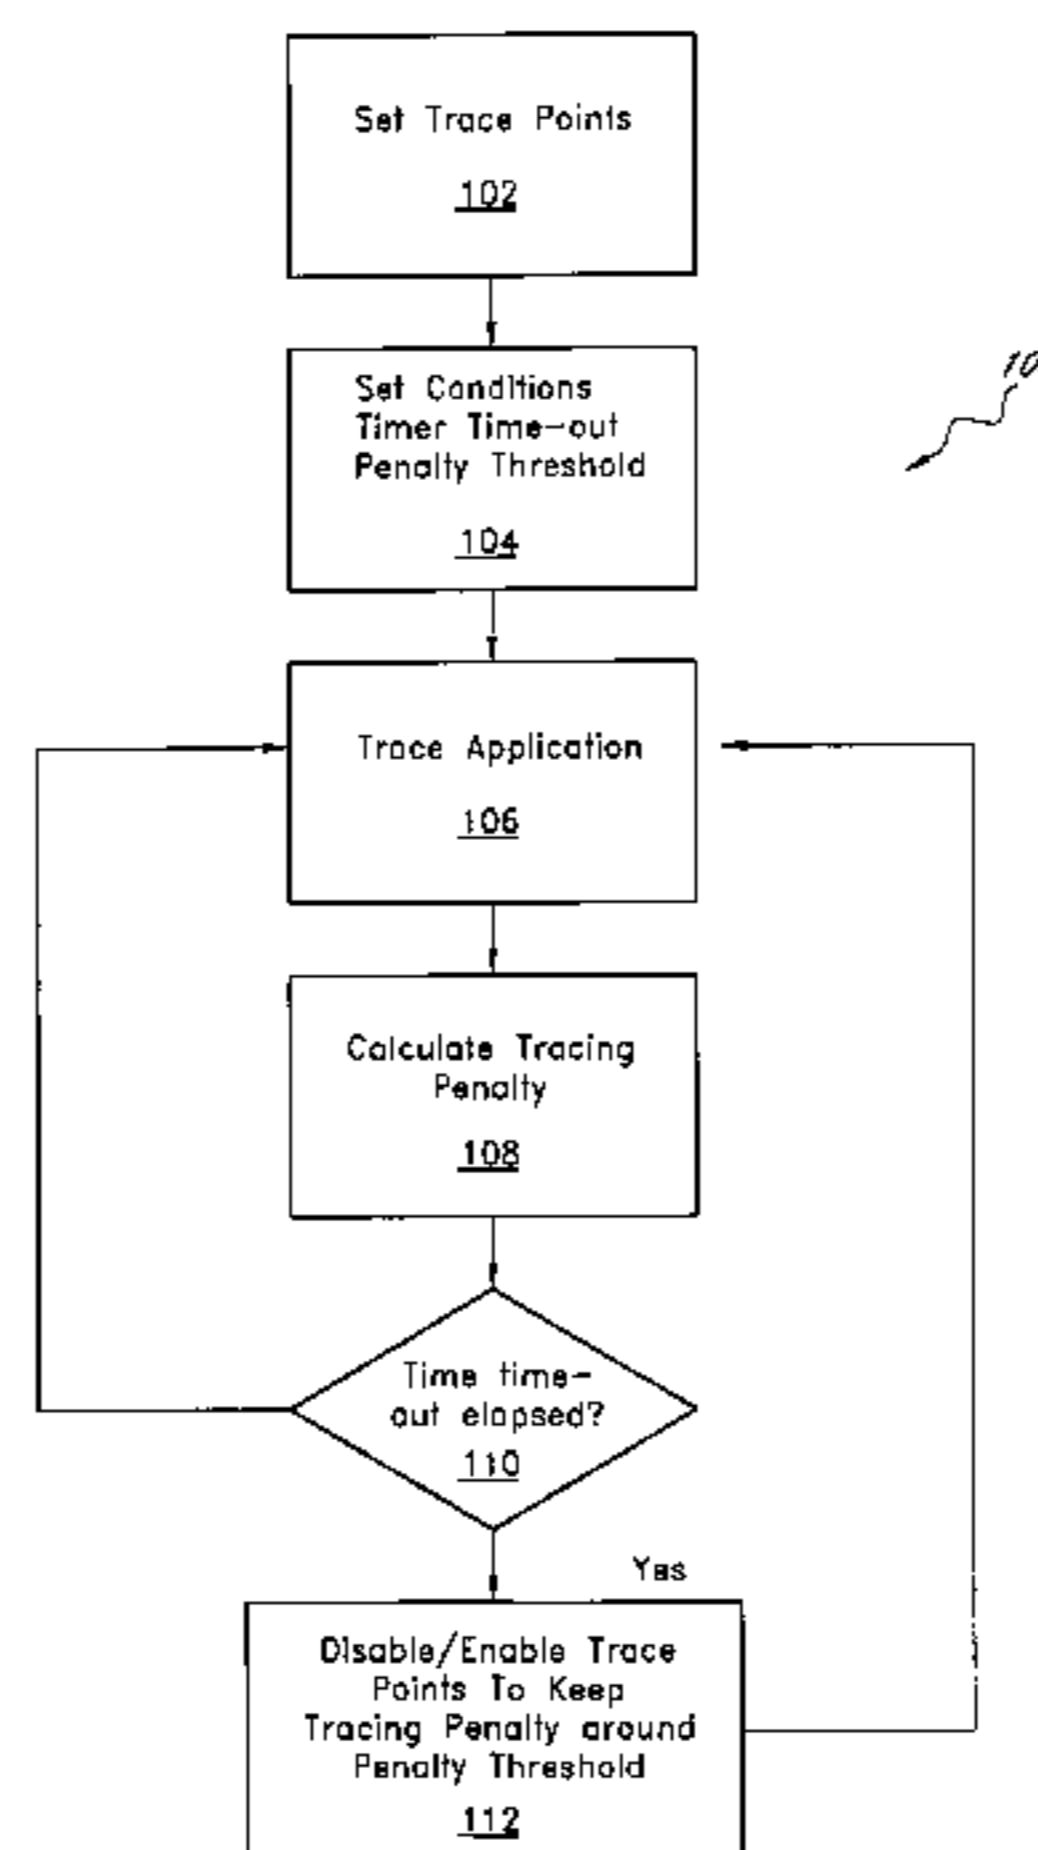 Set Trace Points
102
10
Set Conditions
Timer Time-out
Penalty Threshold
104
Trace Application
106
Calculate Tracing
Penalty
108
Time time-
out elapsed?
110
Yes
Disable/Enable Trace
Points To Keep
Tracing Penalty around
Penalty Threshold
112